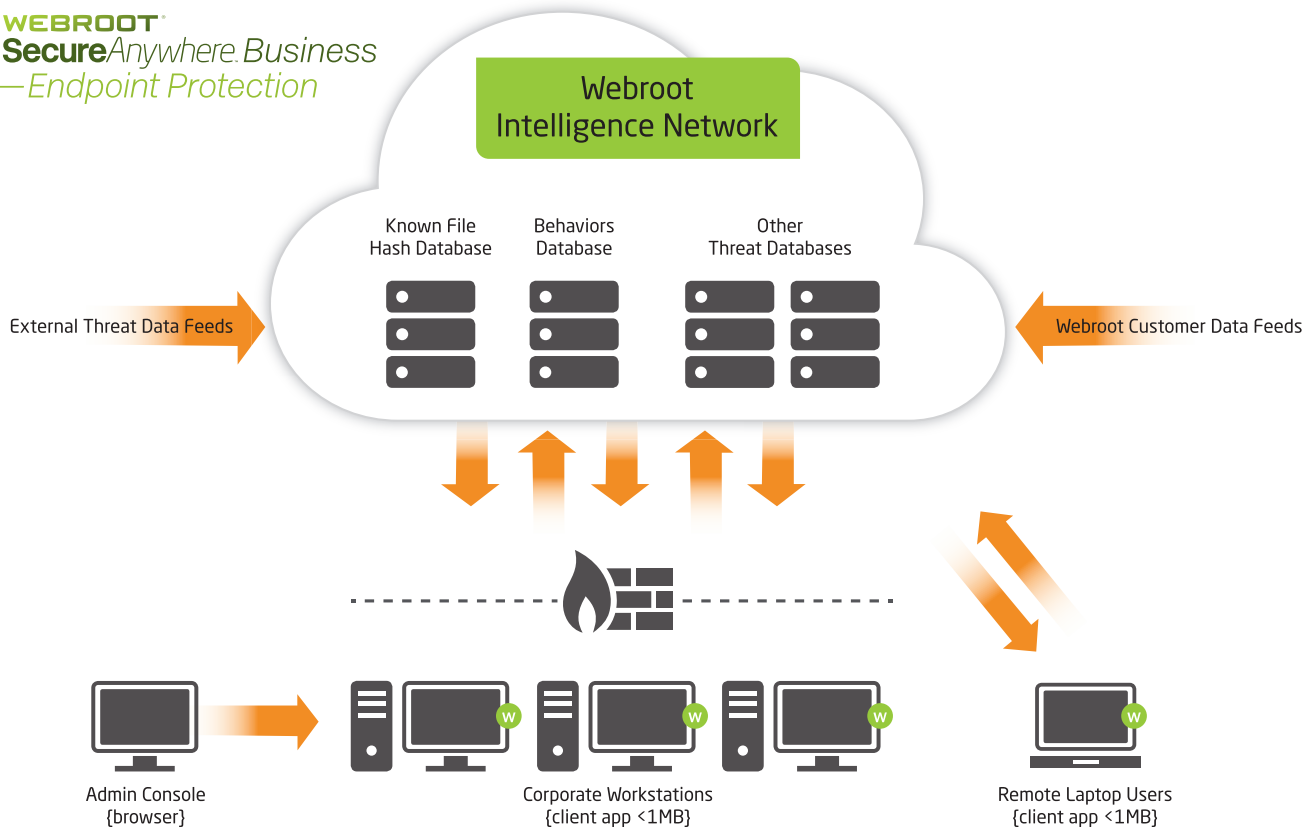 WEBROOT®
SecureAnywhere. Business
—Endpoint Protection
Webroot
Intelligence Network
Known File
Hash Database
Behaviors
Database
Other
Threat Databases
External Threat Data Feeds
Webroot Customer Data Feeds
W
W
W
W
Admin Console
{browser}
Corporate Workstations
{client app <1MB}
Remote Laptop Users
{client app <1MB}